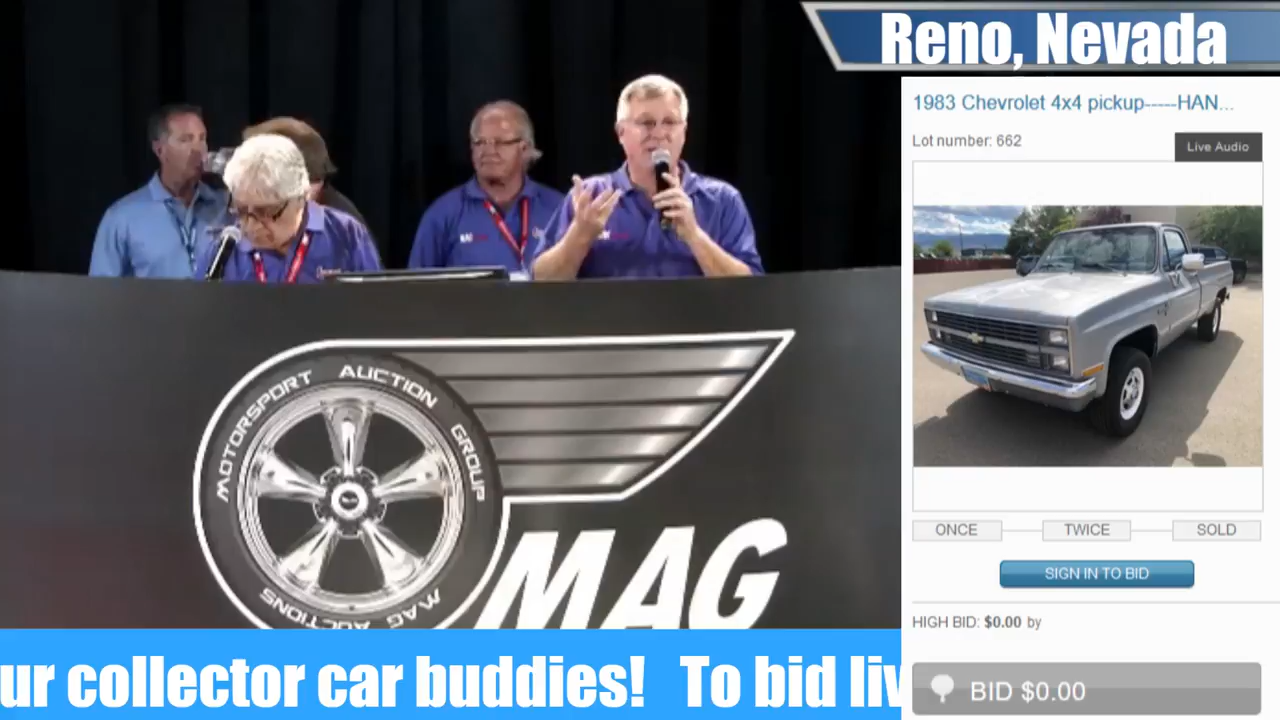 Reno, Nevada
1983 Chevrolet 4x4 pickup-----HAN...
Lot number: 662
Live Audio
MOTORSPORT AUCTION GROUP
MAG AUCTIONS
MAG
ONCE
TWICE
SOLD
SIGN IN TO BID
HIGH BID: $0.00 by
BID $0.00
ur collector car buddies! To bid liv